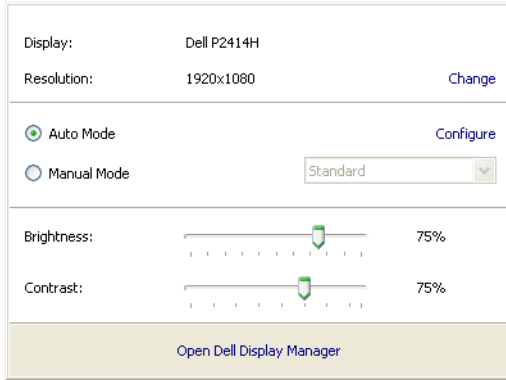 Display: Dell P2414H
Resolution: 1920x1080 Change
Auto Mode Configure
Manual Mode Standard
Brightness: 75%
Contrast: 75%
Open Dell Display Manager